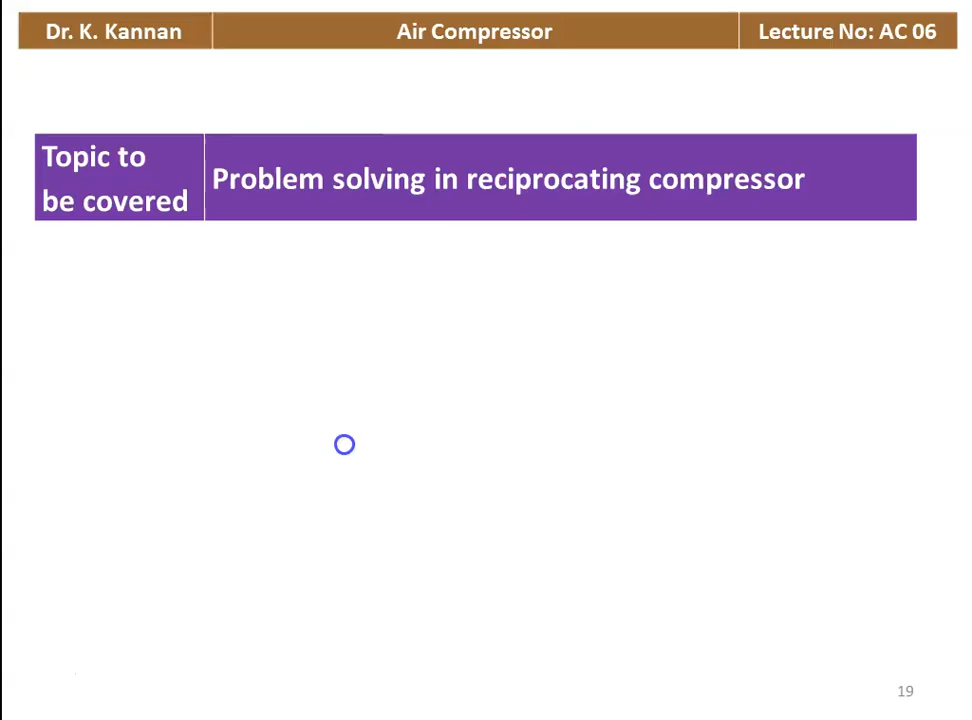 Dr. K. Kannan
Air Compressor
Lecture No: AC 06
Topic to
be covered
Problem solving in reciprocating compressor
19